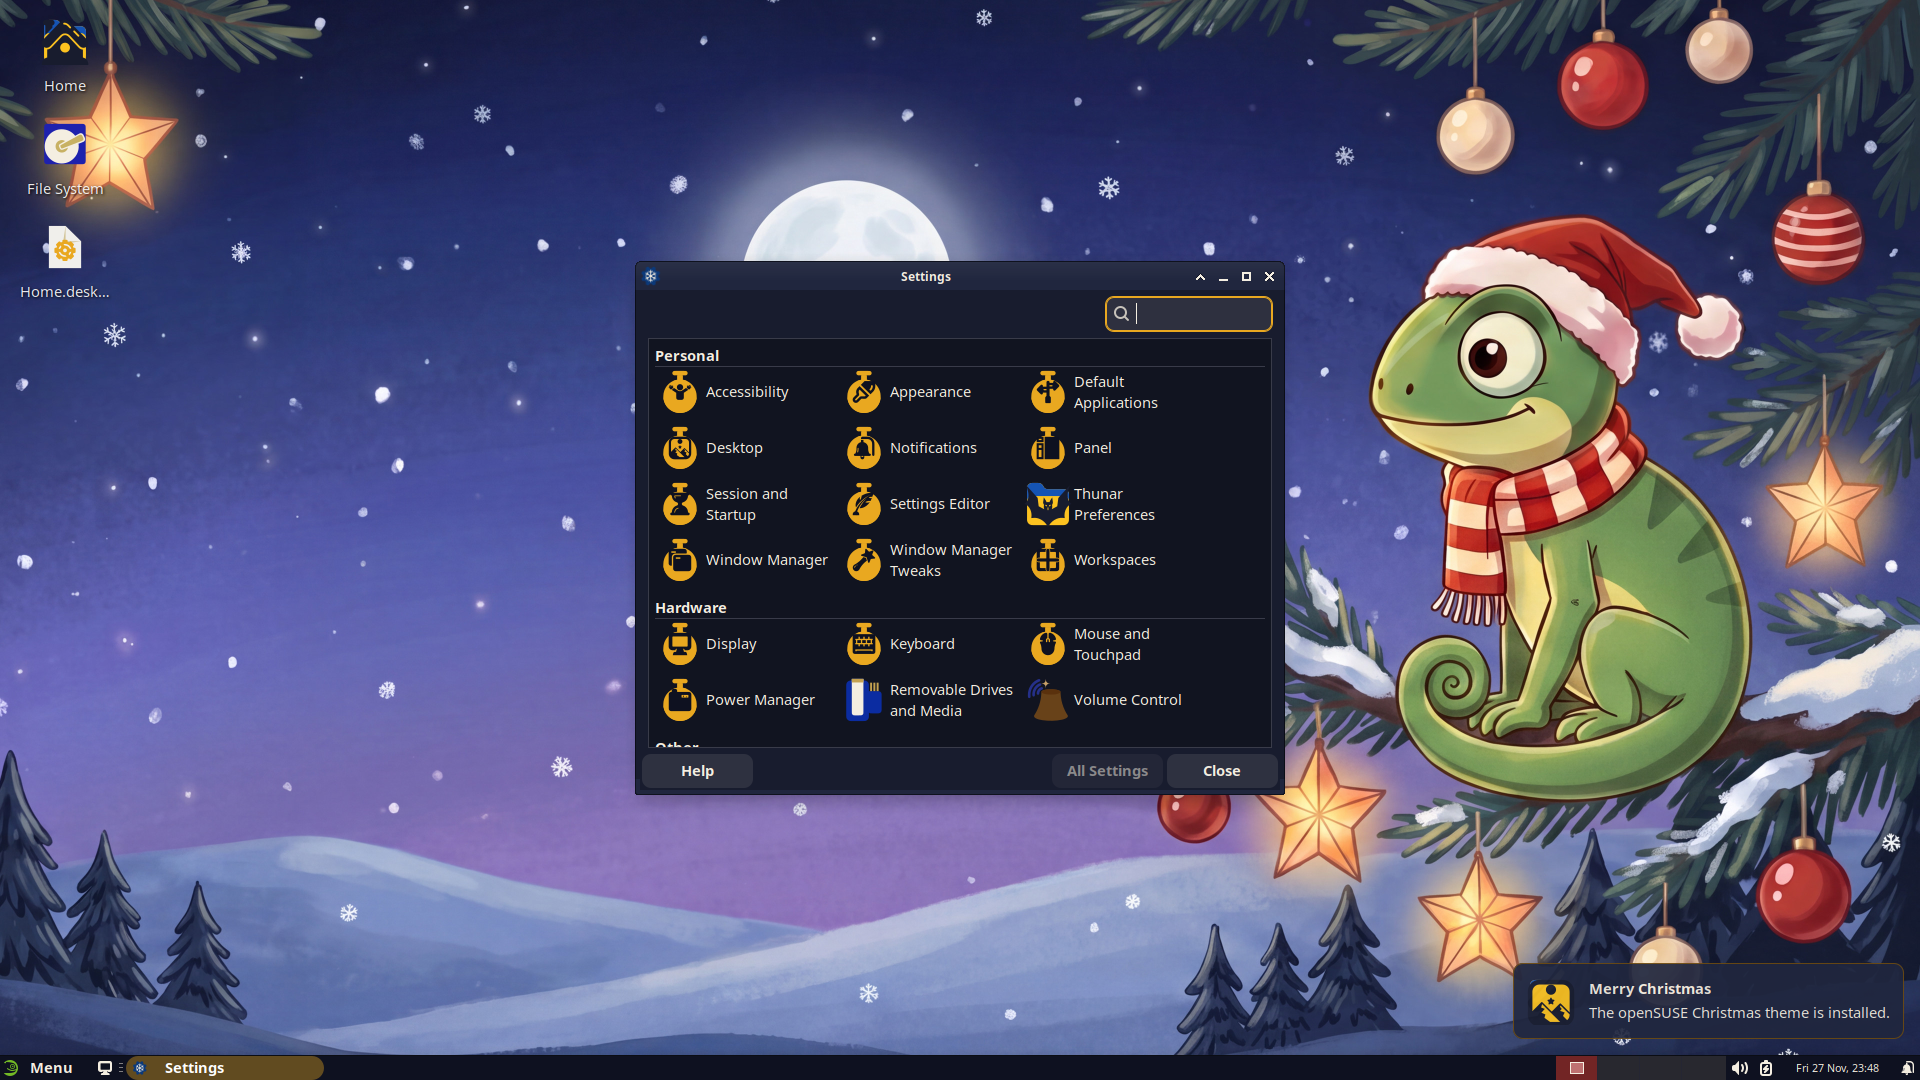 Home
File System
Home.desk...
Settings
Personal
Accessibility
Appearance
Default
Applications
Desktop
Notifications
Panel
Session and
Startup
Settings Editor
Thunar
Preferences
Window Manager
Window Manager
Tweaks
Workspaces
Hardware
Display
Keyboard
Mouse and
Touchpad
Power Manager
Removable Drives
and Media
Volume Control
Other
Help
All Settings
Close
Merry Christmas
The openSUSE Christmas theme is installed.
Menu
Settings
Fri 27 Nov, 23:48